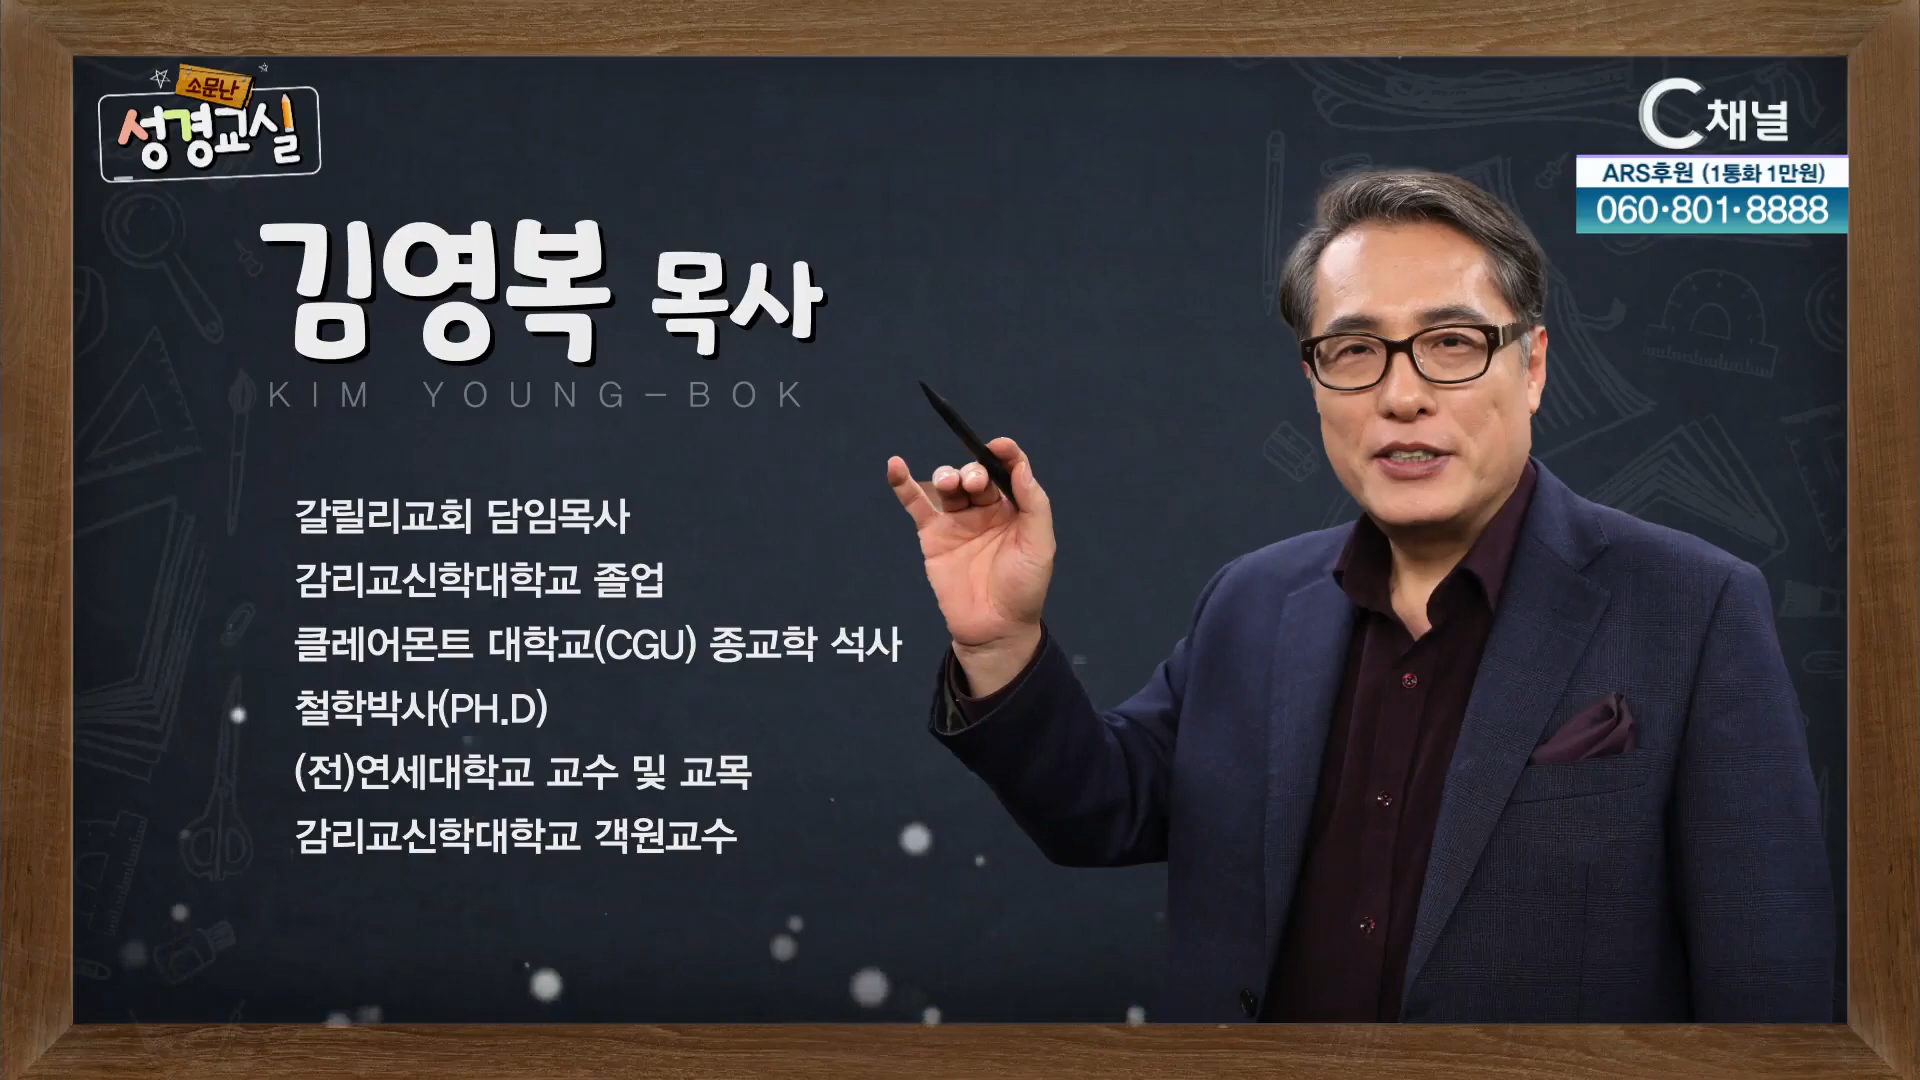 소문난
성경교실
C채널
ARS후원 (1통화 1만원)
060·801·8888
김영복 목사
KIM YOUNG-BOK
갈릴리교회 담임목사
감리교신학대학교 졸업
클레어몬트 대학교(CGU) 종교학 석사
철학박사(PH.D)
(전)연세대학교 교수 및 교목
감리교신학대학교 객원교수